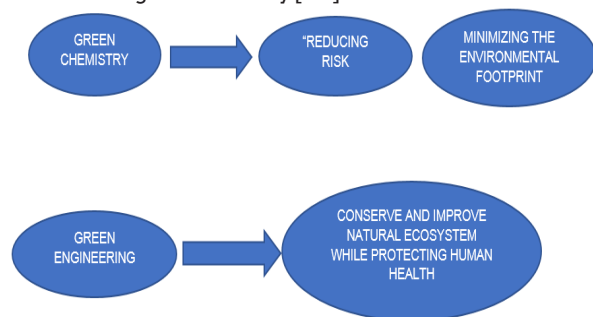 GREEN
CHEMISTRY
“REDUCING
RISK
MINIMIZING THE
ENVIRONMENTAL
FOOTPRINT
GREEN
ENGINEERING
CONSERVE AND IMPROVE
NATURAL ECOSYSTEM
WHILE PROTECTING HUMAN
HEALTH